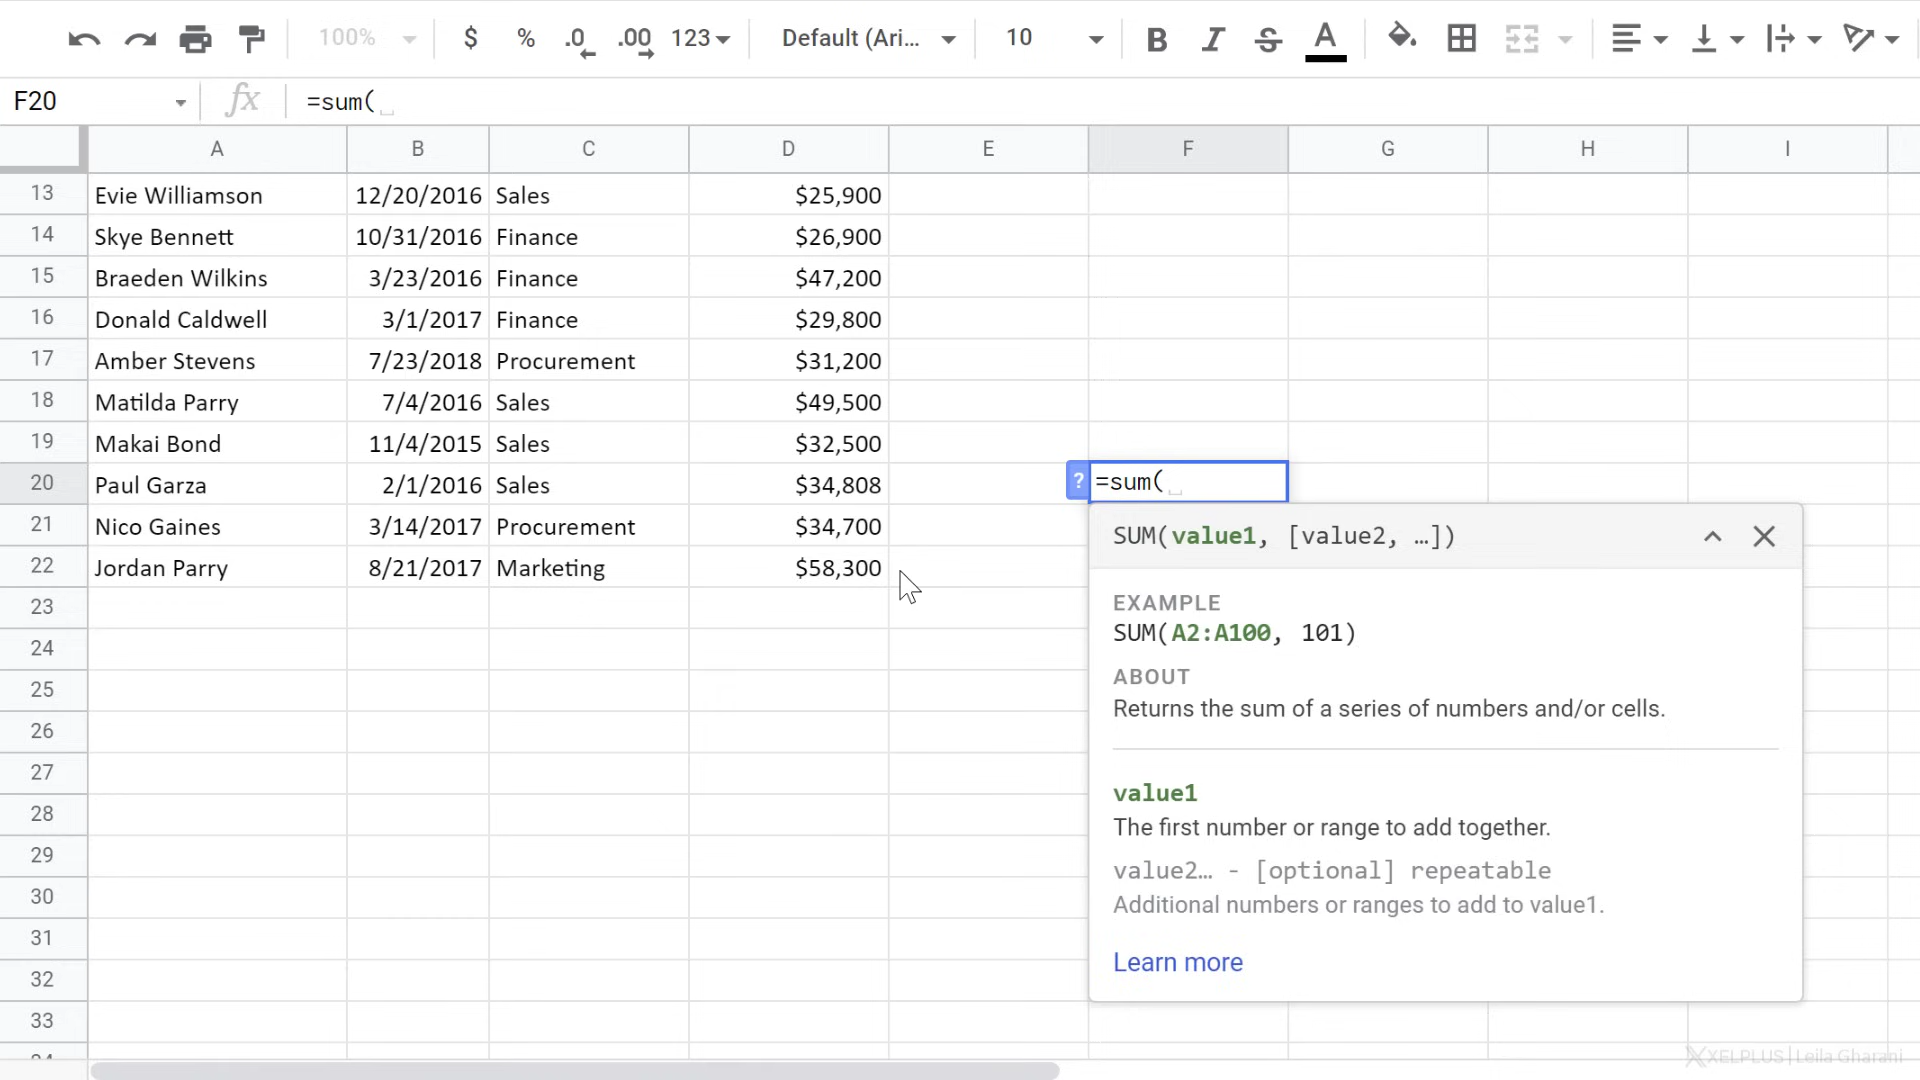 100% $ % .0 .00 123 Default (Ari... 10 B I S A
F20 fx =sum(
A B C D E F G H I
13 Evie Williamson 12/20/2016 Sales $25,900
14 Skye Bennett 10/31/2016 Finance $26,900
15 Braeden Wilkins 3/23/2016 Finance $47,200
16 Donald Caldwell 3/1/2017 Finance $29,800
17 Amber Stevens 7/23/2018 Procurement $31,200
18 Matilda Parry 7/4/2016 Sales $49,500
19 Makai Bond 11/4/2015 Sales $32,500
20 Paul Garza 2/1/2016 Sales $34,808 ? =sum(
21 Nico Gaines 3/14/2017 Procurement $34,700
22 Jordan Parry 8/21/2017 Marketing $58,300
23
24
25
26
27
28
29
30
31
32
33
34
SUM(value1, [value2, …])
EXAMPLE
SUM(A2:A100, 101)
ABOUT
Returns the sum of a series of numbers and/or cells.
value1
The first number or range to add together.
value2… - [optional] repeatable
Additional numbers or ranges to add to value1.
Learn more
XELPLUS | Leila Gharani